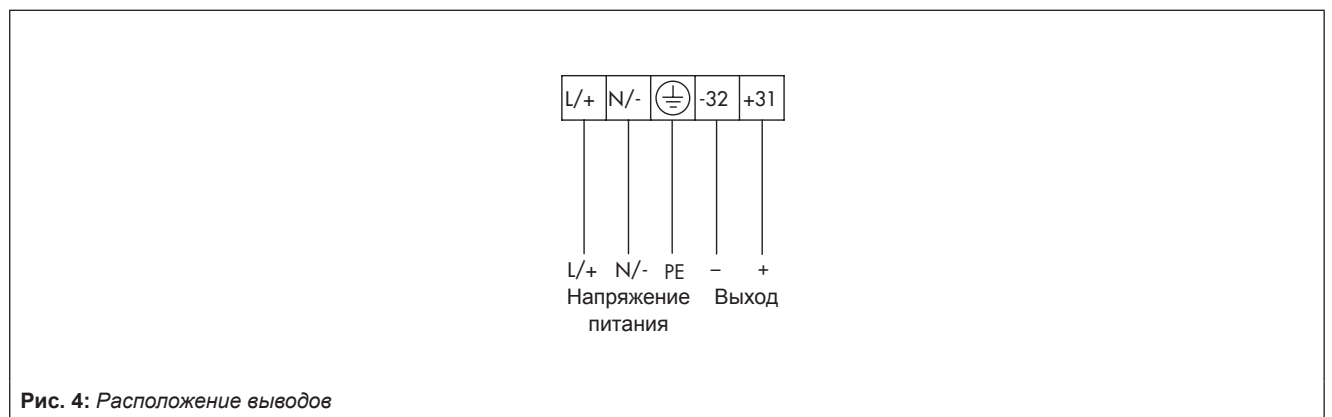 L/+ N/- -32 +31
L/+ N/- PE – +
Напряжение Выход
питания
Рис. 4: Расположение выводов